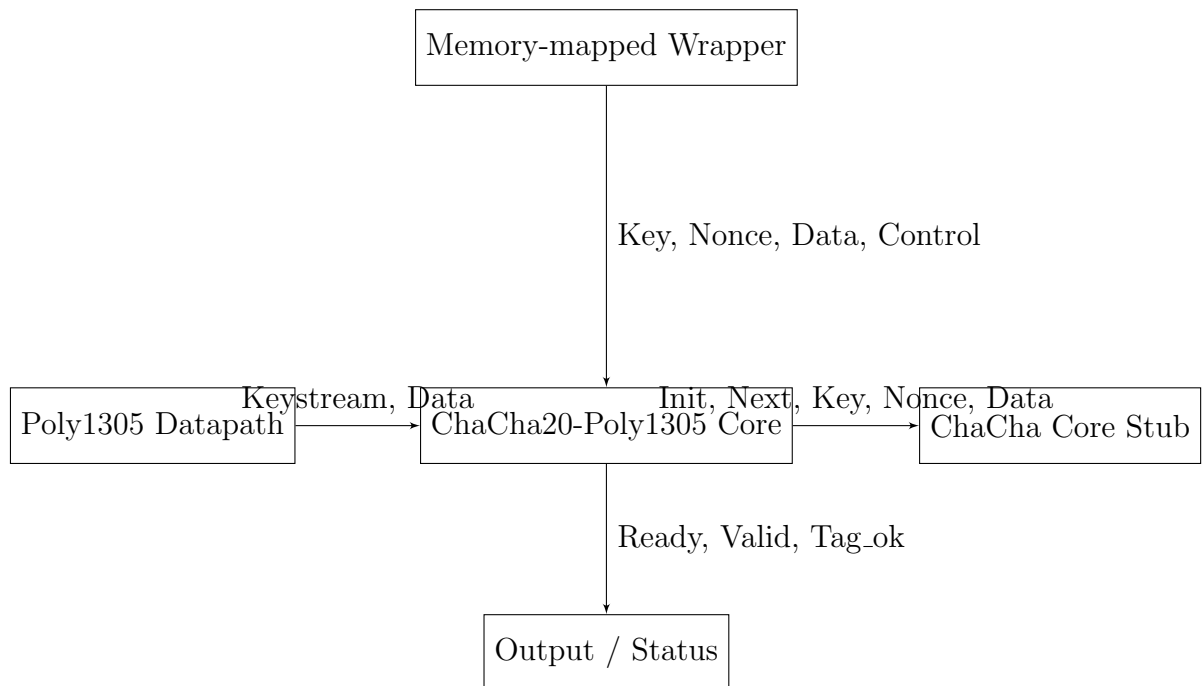 Memory-mapped Wrapper
Key, Nonce, Data, Control
Keystream, Data
Init, Next, Key, Nonce, Data
Poly1305 Datapath
ChaCha20-Poly1305 Core
ChaCha Core Stub
Ready, Valid, Tag_ok
Output / Status